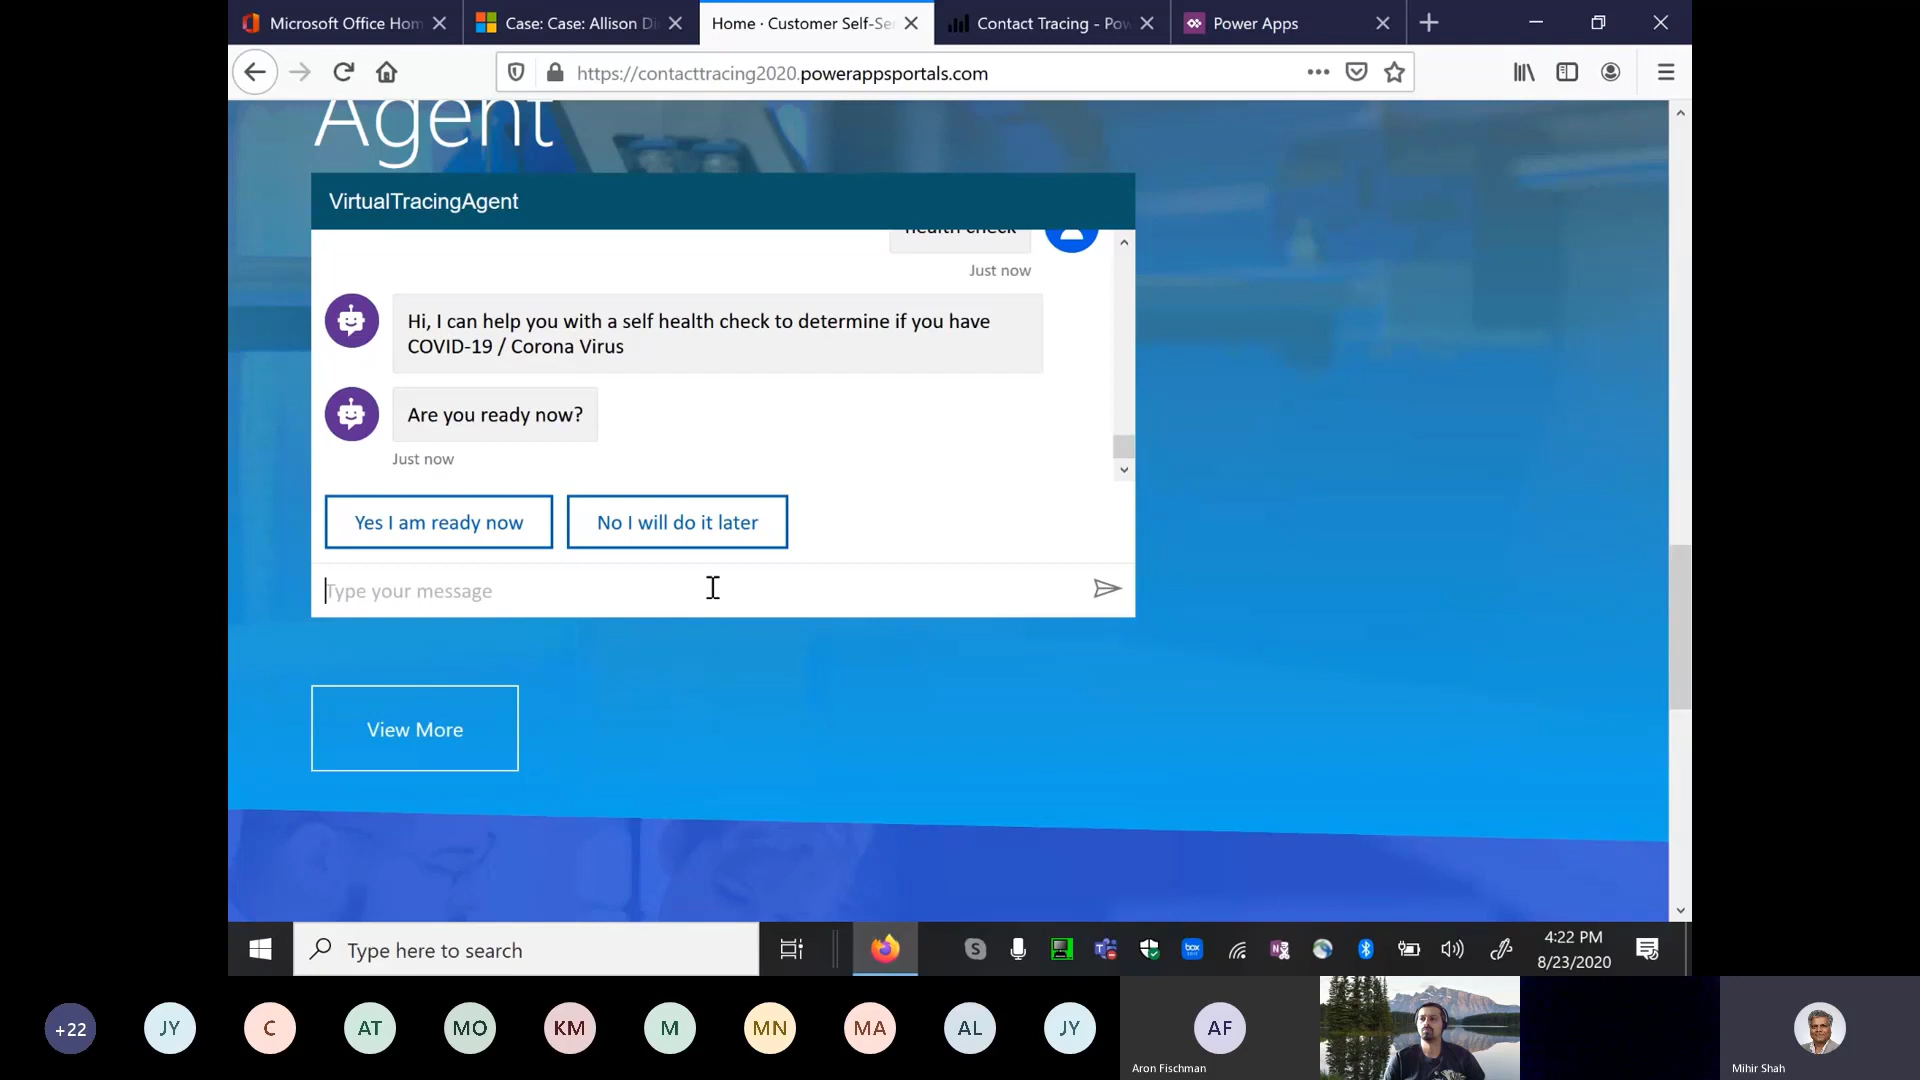 Microsoft Office Hom
Case: Case: Allison Di
Home · Customer Self-Se
Contact Tracing - Pow
Power Apps
https://contacttracing2020.powerappsportals.com
Agent
VirtualTracingAgent
health check
Just now
Hi, I can help you with a self health check to determine if you have
COVID-19 / Corona Virus
Are you ready now?
Just now
Yes I am ready now
No I will do it later
Type your message
View More
Type here to search
box
4:22 PM
8/23/2020
+22
JY
C
AT
MO
KM
M
MN
MA
AL
JY
AF
Aron Fischman
Mihir Shah